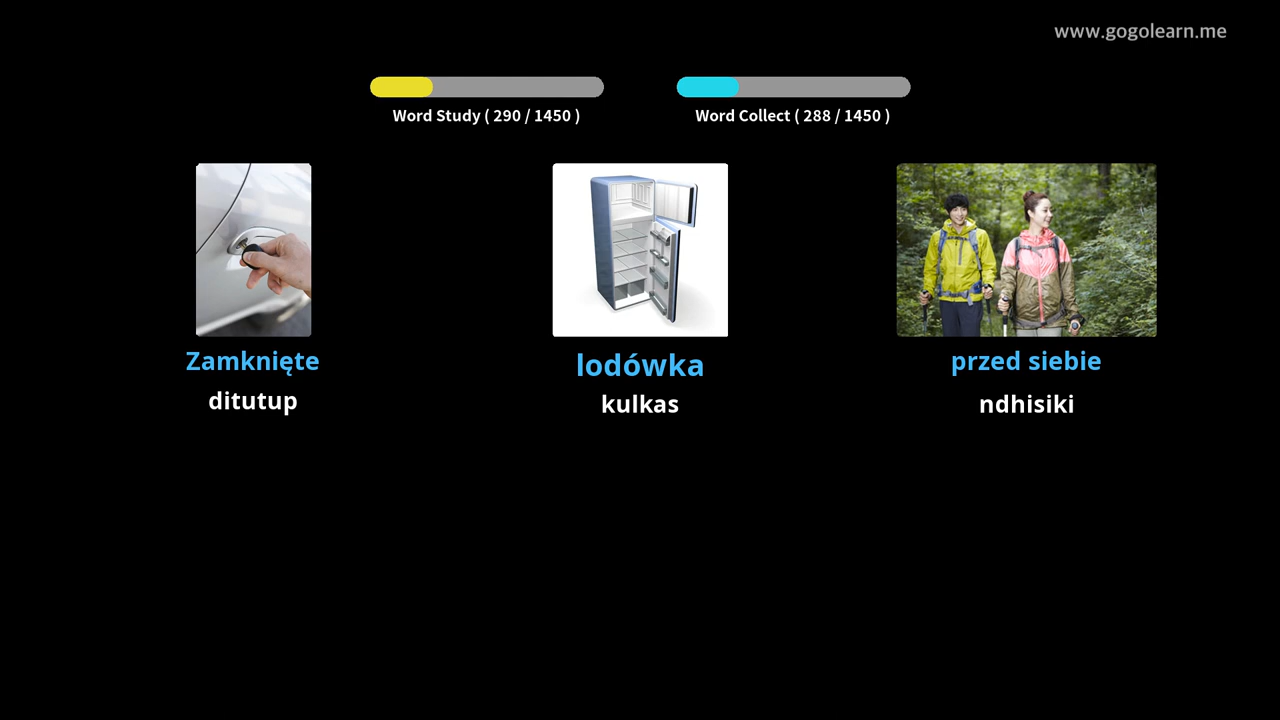 www.gogolearn.me
Word Study ( 290 / 1450 )
Word Collect ( 288 / 1450 )
Zamknięte
ditutup
lodówka
kulkas
przed siebie
ndhisiki